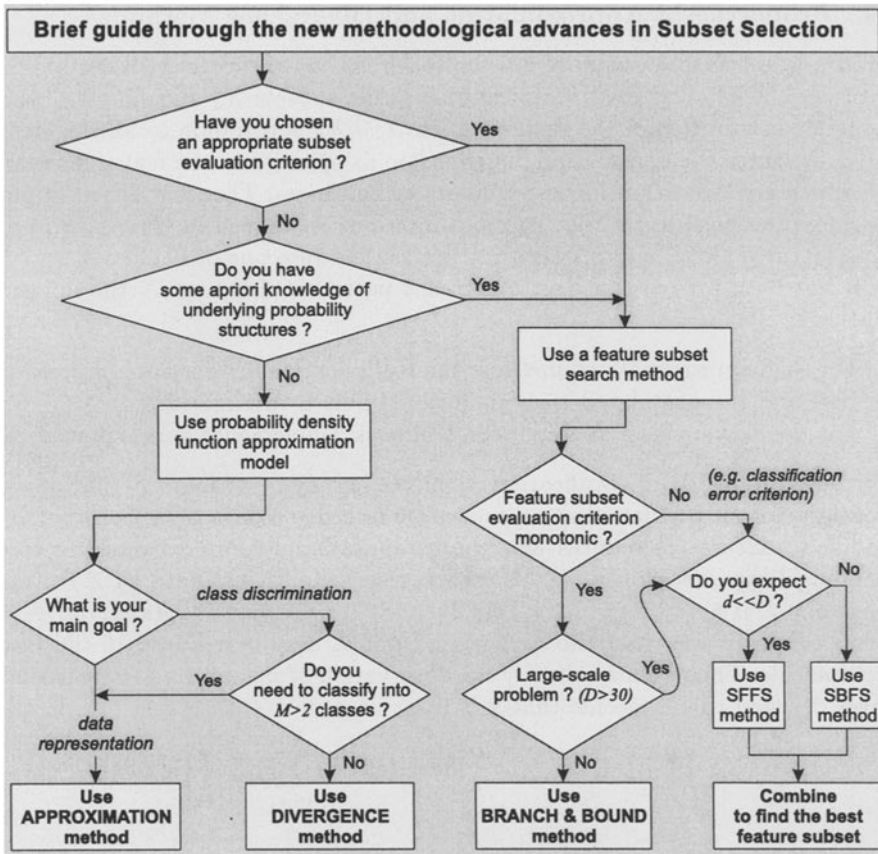 Brief guide through the new methodological advances in Subset Selection
Have you chosen
an appropriate subset
evaluation criterion ?
Yes
No
Do you have
some apriori knowledge of
underlying probability
structures ?
Yes
No
Use a feature subset
search method
Use probability density
function approximation
model
Feature subset
evaluation criterion
monotonic ?
No
(e.g. classification
error criterion)
Yes
What is your
main goal ?
class discrimination
Do you expect
d<<D ?
No
Yes
Do you
need to classify into
M>2 classes ?
Yes
No
Large-scale
problem ? (D>30)
Yes
No
Use
SFFS
method
Use
SBFS
method
data
representation
Use
APPROXIMATION
method
Use
DIVERGENCE
method
Use
BRANCH & BOUND
method
Combine
to find the best
feature subset